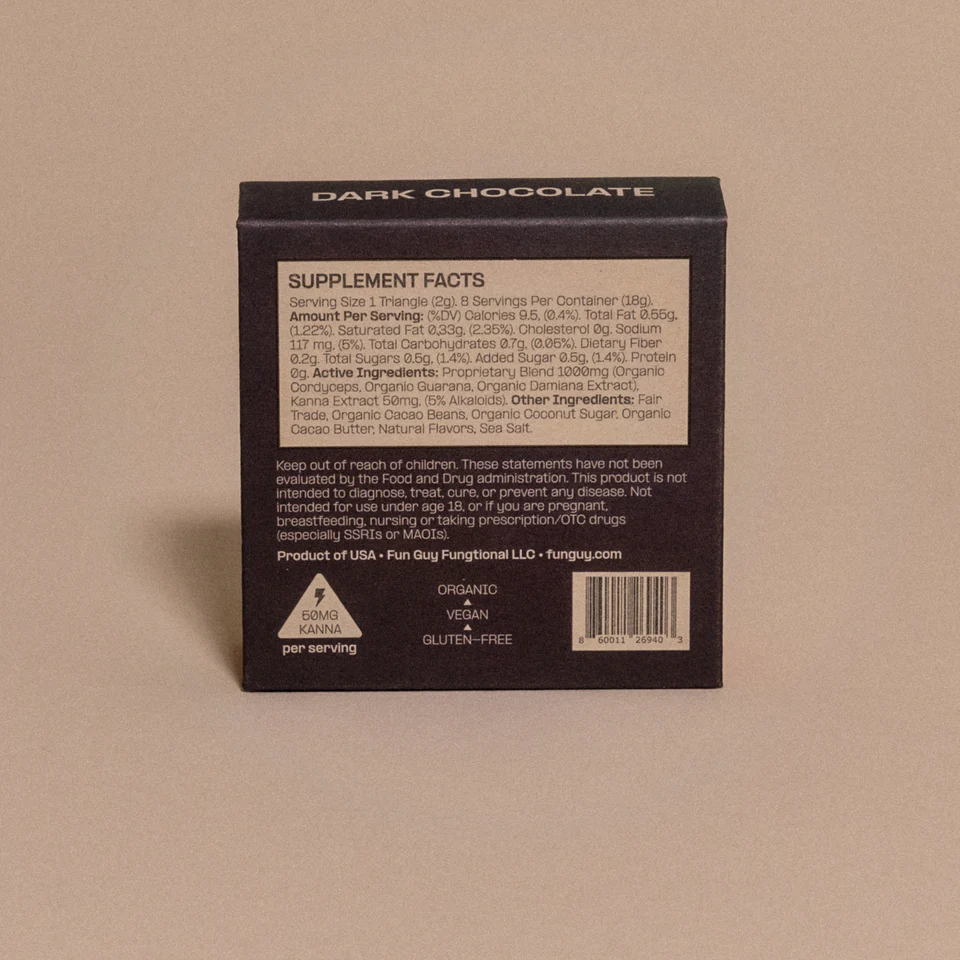 DARK CHOCOLATE
SUPPLEMENT FACTS
Serving Size 1 Triangle (2g). 8 Servings Per Container (18g).
Amount Per Serving: (%DV) Calories 9.5, (0.4%). Total Fat 0.55g,
(1.22%). Saturated Fat 0.33g, (2.35%). Cholesterol 0g. Sodium
117 mg, (5%). Total Carbohydrates 0.7g, (0.05%). Dietary Fiber
0.2g. Total Sugars 0.5g, (1.4%). Added Sugar 0.5g, (1.4%). Protein
0g. Active Ingredients: Proprietary Blend 1000mg (Organic
Cordyceps, Organic Guarana, Organic Damiana Extract),
Kanna Extract 50mg, (5% Alkaloids). Other Ingredients: Fair
Trade, Organic Cacao Beans, Organic Coconut Sugar, Organic
Cacao Butter, Natural Flavors, Sea Salt.
Keep out of reach of children. These statements have not been
evaluated by the Food and Drug administration. This product is not
intended to diagnose, treat, cure, or prevent any disease. Not
intended for use under age 18, or if you are pregnant,
breastfeeding, nursing or taking prescription/OTC drugs
(especially SSRIs or MAOIs).
Product of USA • Fun Guy Fungtional LLC • funguy.com
50MG
KANNA
per serving
ORGANIC
VEGAN
GLUTEN-FREE
8 60011 26940 3